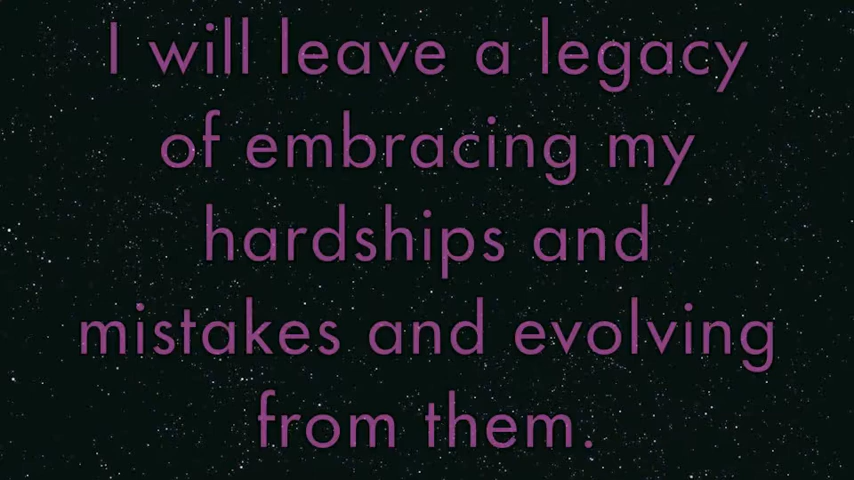 I will leave a legacy
of embracing my
hardships and
mistakes and evolving
from them.